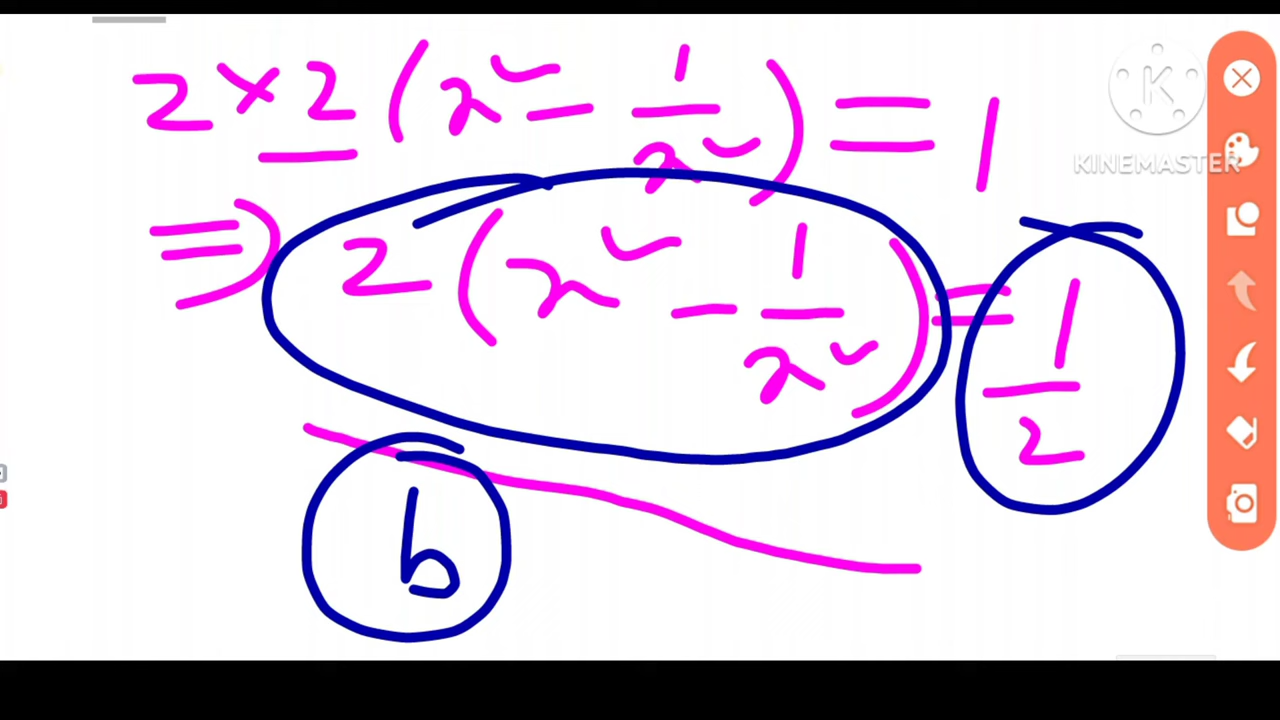 2 × 2 (x² - 1/x²) = 1
KINEMASTER
⇒ 2 (x² - 1/x²) = 1/2
b